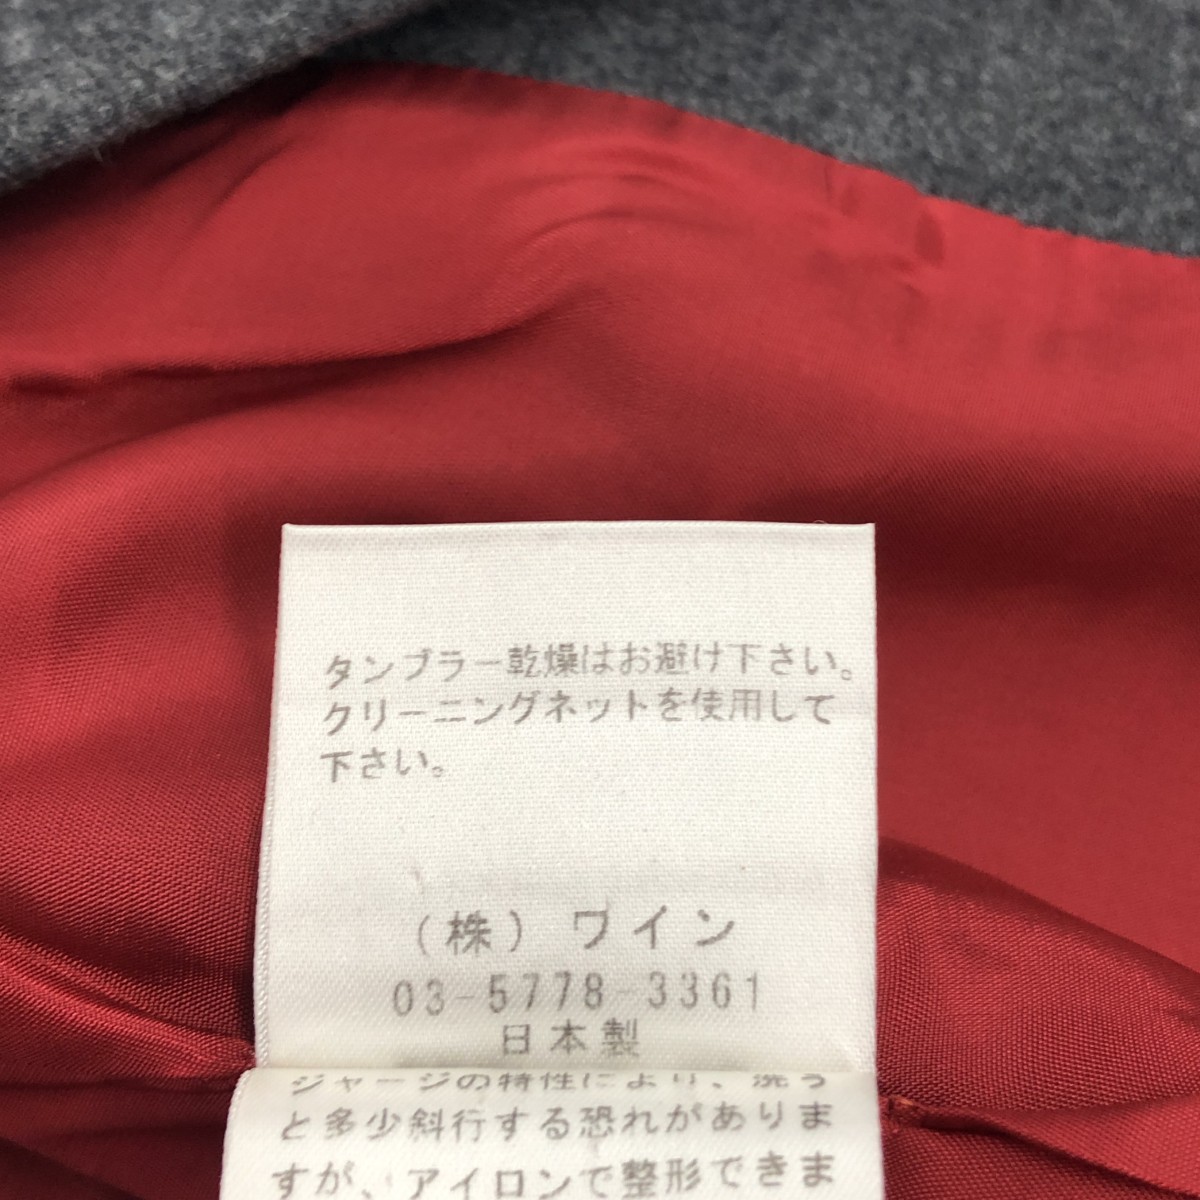 タンブラー乾燥はお避け下さい。
クリーニングネットを使用して
下さい。
(株)ワイン
03-5778-3361
日本製
ジャージの特性により、洗う
と多少斜行する恐れがありま
すが、アイロンで整形できま